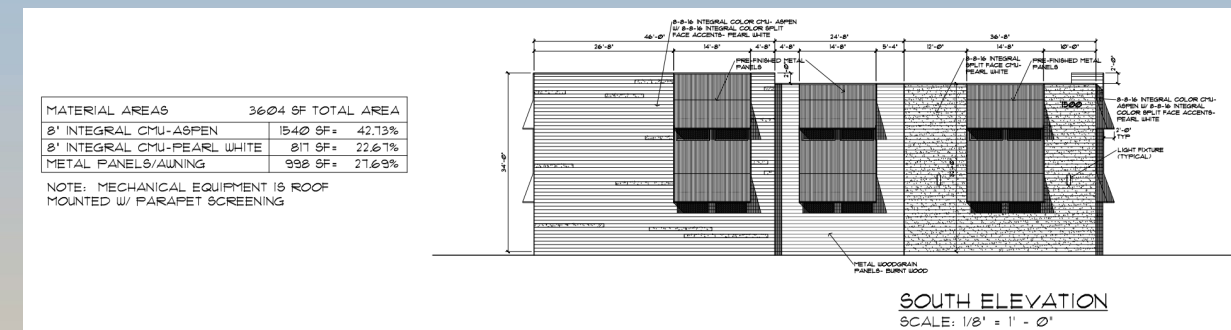 MATERIAL AREAS 3604 SF TOTAL AREA
8" INTEGRAL CMU-ASPEN 1540 SF= 42.73%
8" INTEGRAL CMU-PEARL WHITE 817 SF= 22.67%
METAL PANELS/AWNING 998 SF= 27.69%
NOTE: MECHANICAL EQUIPMENT IS ROOF
MOUNTED W/ PARAPET SCREENING
8-8-16 INTEGRAL COLOR CMU- ASPEN
W/ 8-8-16 INTEGRAL COLOR SPLIT
FACE ACCENTS- PEARL WHITE
46'-0" 24'-8" 36'-8"
26'-8" 14'-8" 4'-8" 4'-8" 14'-8" 5'-4" 12'-0" 14'-8" 10'-0"
PRE-FINISHED METAL
PANELS
8-8-16 INTEGRAL
SPLIT FACE CMU-
PEARL WHITE
PRE-FINISHED METAL
PANELS
2'-0"
2'-0"
1500
8-8-16 INTEGRAL COLOR CMU-
ASPEN W/ 8-8-16 INTEGRAL
COLOR SPLIT FACE ACCENTS-
PEARL WHITE
2'-0"
TYP
LIGHT FIXTURE
(TYPICAL)
34'-0"
METAL WOODGRAIN
PANELS- BURNT WOOD
SOUTH ELEVATION
SCALE: 1/8" = 1' - 0"